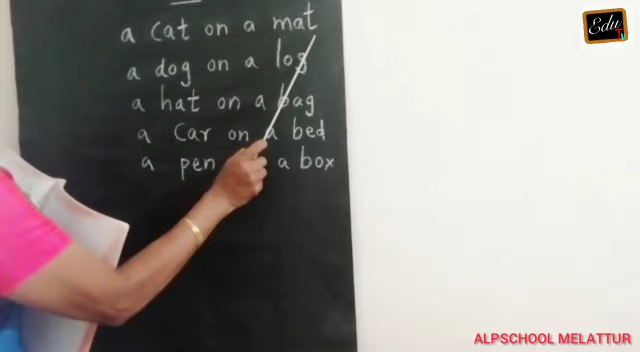 a cat on a mat
a dog on a log
a hat on a bag
a Car on a bed
a pen a box
Edu
ALPSCHOOL MELATTUR